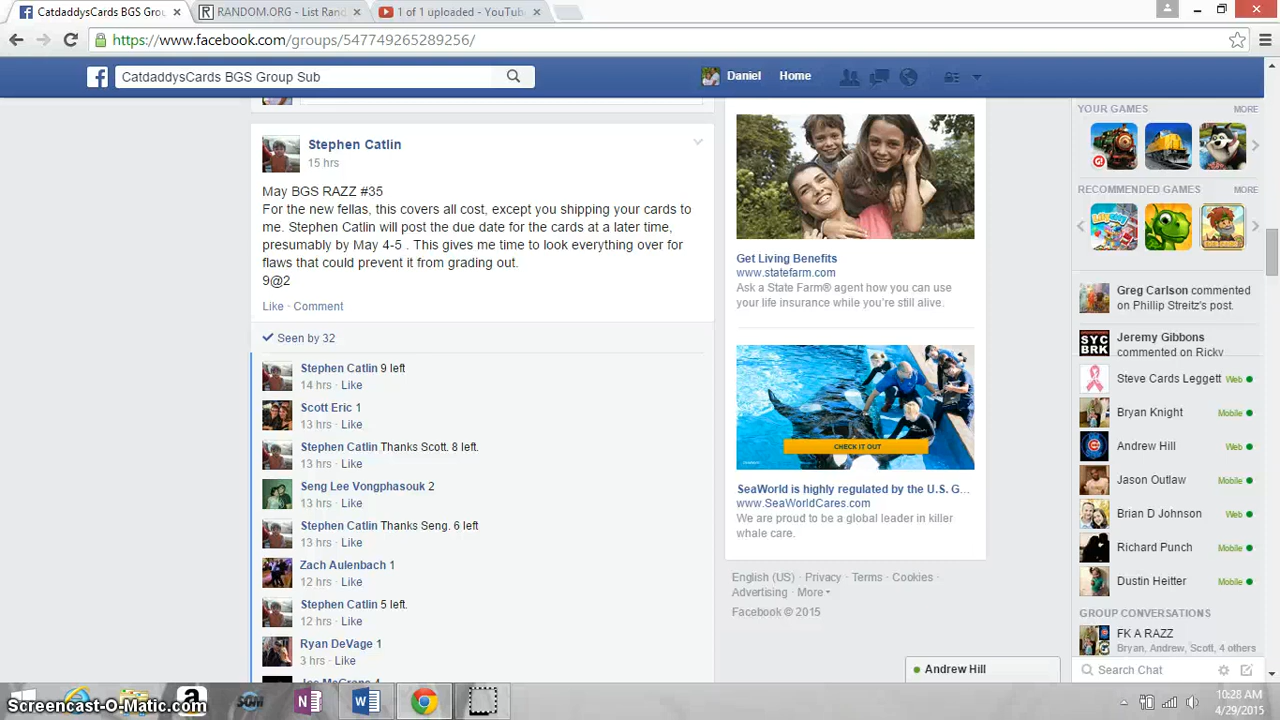 CatdaddysCards BGS Grou
RANDOM.ORG - List Rand
1 of 1 uploaded - YouTub
https://www.facebook.com/groups/547749265289256/
CatdaddysCards BGS Group Sub
Daniel
Home
Stephen Catlin
15 hrs
May BGS RAZZ #35
For the new fellas, this covers all cost, except you shipping your cards to
me. Stephen Catlin will post the due date for the cards at a later time,
presumably by May 4-5 . This gives me time to look everything over for
flaws that could prevent it from grading out.
9@2
Like · Comment
Seen by 32
Stephen Catlin 9 left
14 hrs · Like
Scott Eric 1
13 hrs · Like
Stephen Catlin Thanks Scott. 8 left.
13 hrs · Like
Seng Lee Vongphasouk 2
13 hrs · Like
Stephen Catlin Thanks Seng. 6 left
13 hrs · Like
Zach Aulenbach 1
12 hrs · Like
Stephen Catlin 5 left.
12 hrs · Like
Ryan DeVage 1
3 hrs · Like
Get Living Benefits
www.statefarm.com
Ask a State Farm® agent how you can use
your life insurance while you're still alive.
CHECK IT OUT
SeaWorld is highly regulated by the U.S. G...
www.SeaWorldCares.com
We are proud to be a global leader in killer
whale care.
English (US) · Privacy · Terms · Cookies ·
Advertising · More
Facebook © 2015
YOUR GAMES
MORE
RECOMMENDED GAMES
MORE
Greg Carlson commented
on Phillip Streitz's post.
SYC
BRK
Jeremy Gibbons
commented on Ricky
Steve Cards Leggett Web
Bryan Knight Mobile
Andrew Hill Web
Jason Outlaw Mobile
Brian D Johnson Web
Richard Punch Mobile
Dustin Heitter Mobile
GROUP CONVERSATIONS
FK A RAZZ
Bryan, Andrew, Scott, 4 others
Andrew Hill
Search Chat
Screencast-O-Matic.com
SOM
10:28 AM
4/29/2015